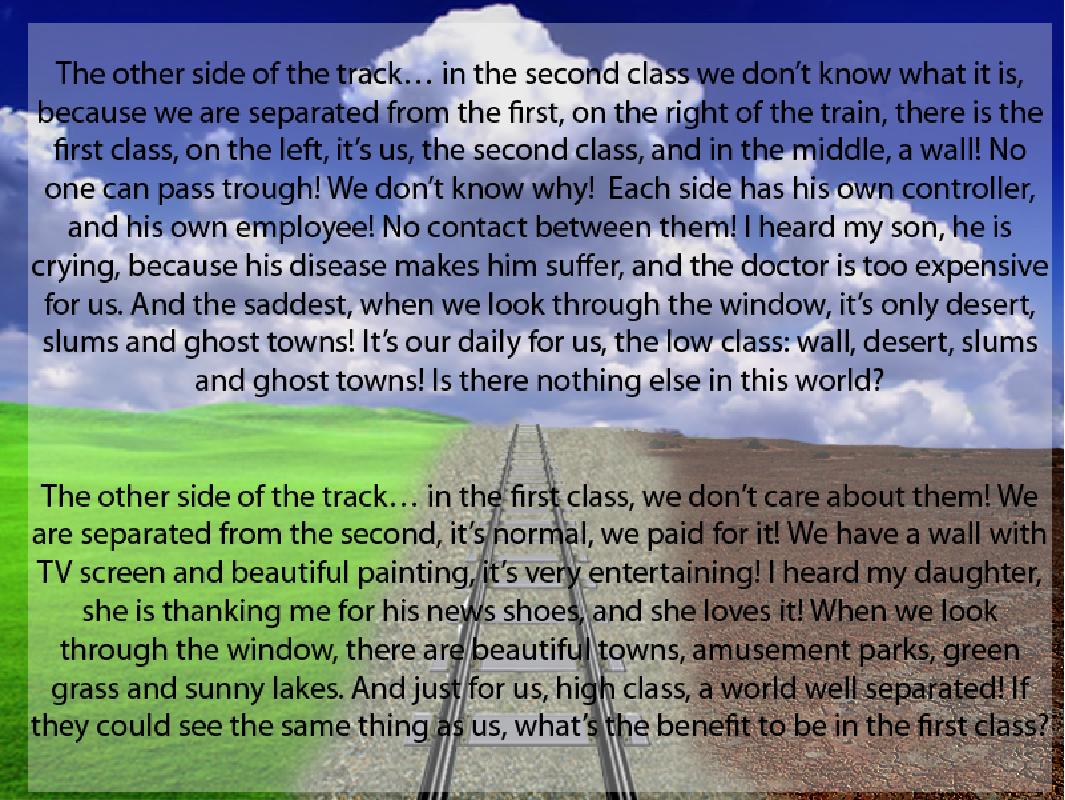 The other side of the track… in the second class we don't know what it is,
because we are separated from the first, on the right of the train, there is the
first class, on the left, it's us, the second class, and in the middle, a wall! No
one can pass trough! We don't know why!  Each side has his own controller,
and his own employee! No contact between them! I heard my son, he is
crying, because his disease makes him suffer, and the doctor is too expensive
for us. And the saddest, when we look through the window, it's only desert,
slums and ghost towns! It's our daily for us, the low class: wall, desert, slums
and ghost towns! Is there nothing else in this world?
The other side of the track… in the first class, we don't care about them! We
are separated from the second, it's normal, we paid for it! We have a wall with
TV screen and beautiful painting, it's very entertaining! I heard my daughter,
she is thanking me for his news shoes, and she loves it! When we look
through the window, there are beautiful towns, amusement parks, green
grass and sunny lakes. And just for us, high class, a world well separated! If
they could see the same thing as us, what's the benefit to be in the first class?